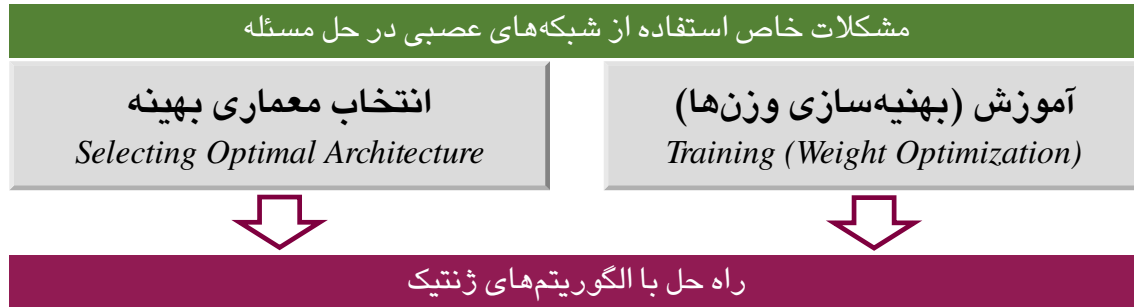 مشکلات خاص استفاده از شبکه‌های عصبی در حل مسئله
آموزش (بهنیه‌سازی وزن‌ها)
Training (Weight Optimization)
انتخاب معماری بهینه
Selecting Optimal Architecture
راه حل با الگوریتم‌های ژنتیک